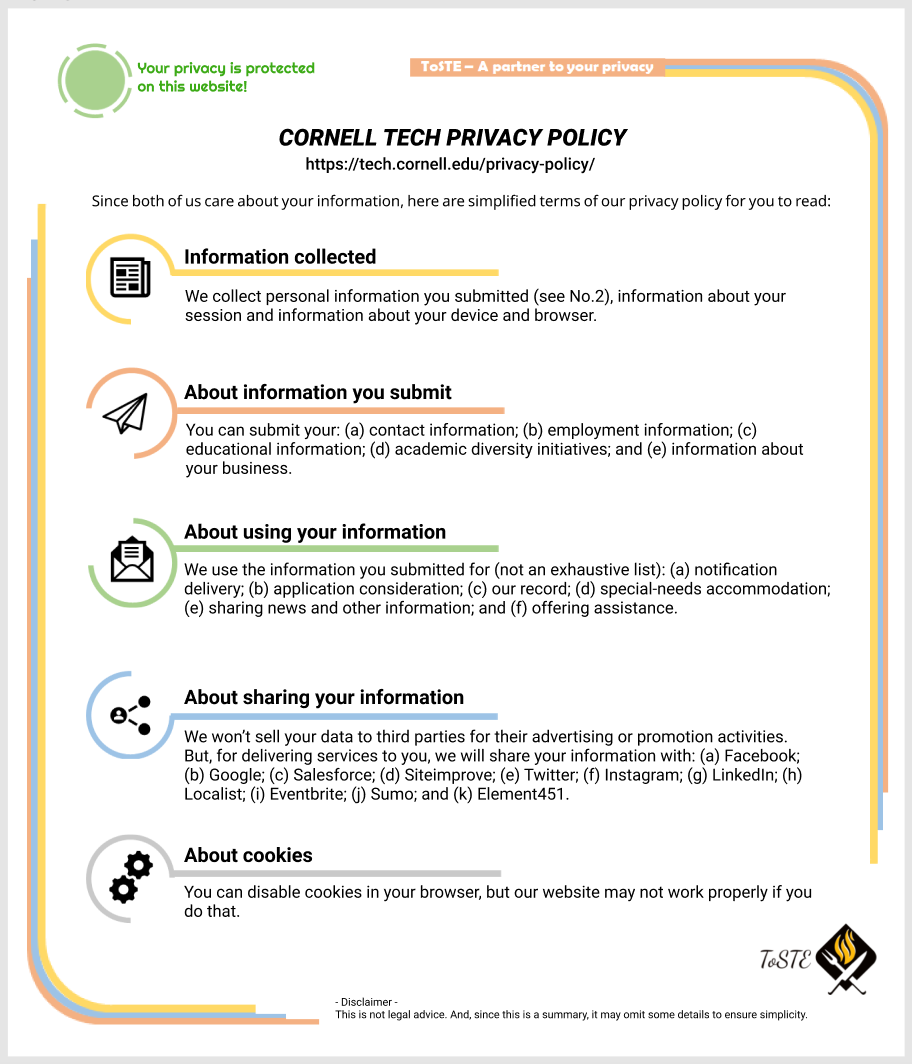 Your privacy is protected
on this website!
ToSTE – A partner to your privacy
CORNELL TECH PRIVACY POLICY
https://tech.cornell.edu/privacy-policy/
Since both of us care about your information, here are simplified terms of our privacy policy for you to read:
Information collected
We collect personal information you submitted (see No.2), information about your
session and information about your device and browser.
About information you submit
You can submit your: (a) contact information; (b) employment information; (c)
educational information; (d) academic diversity initiatives; and (e) information about
your business.
About using your information
We use the information you submitted for (not an exhaustive list): (a) notification
delivery; (b) application consideration; (c) our record; (d) special-needs accommodation;
(e) sharing news and other information; and (f) offering assistance.
About sharing your information
We won’t sell your data to third parties for their advertising or promotion activities.
But, for delivering services to you, we will share your information with: (a) Facebook;
(b) Google; (c) Salesforce; (d) Siteimprove; (e) Twitter; (f) Instagram; (g) LinkedIn; (h)
Localist; (i) Eventbrite; (j) Sumo; and (k) Element451.
About cookies
You can disable cookies in your browser, but our website may not work properly if you
do that.
ToSTE
- Disclaimer -
This is not legal advice. And, since this is a summary, it may omit some details to ensure simplicity.